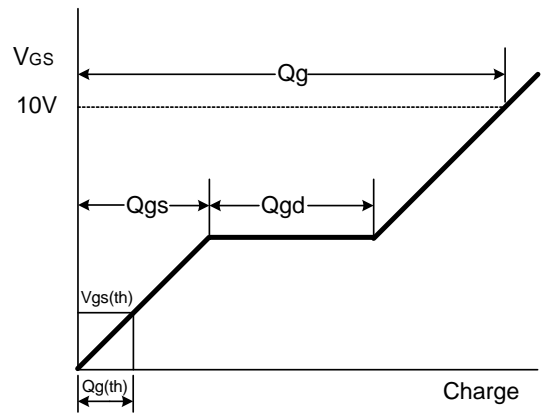 VGS
Qg
10V
Qgs
Qgd
Vgs(th)
Qg(th)
Charge